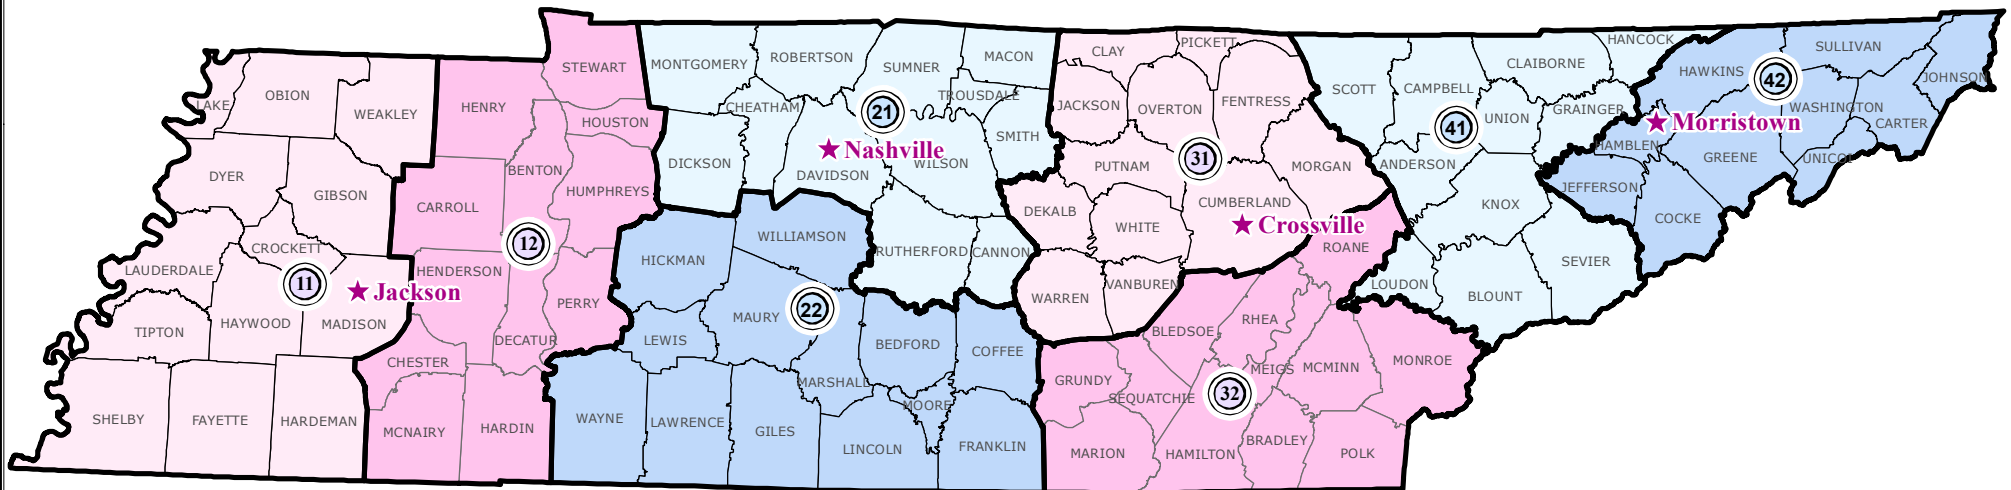 LAKE
OBION
WEAKLEY
DYER
GIBSON
CROCKETT
LAUDERDALE
11
Jackson
TIPTON
HAYWOOD
MADISON
SHELBY
FAYETTE
HARDEMAN
STEWART
HENRY
HOUSTON
BENTON
HUMPHREYS
CARROLL
12
HENDERSON
PERRY
DECATUR
CHESTER
MCNAIRY
HARDIN
MONTGOMERY
ROBERTSON
SUMNER
MACON
CHEATHAM
TROUSDALE
21
SMITH
Nashville
DICKSON
DAVIDSON
WILSON
RUTHERFORD
CANNON
WILLIAMSON
HICKMAN
22
MAURY
LEWIS
BEDFORD
COFFEE
MARSHALL
MOORE
WAYNE
LAWRENCE
GILES
LINCOLN
FRANKLIN
CLAY
PICKETT
JACKSON
OVERTON
FENTRESS
PUTNAM
31
MORGAN
DEKALB
WHITE
CUMBERLAND
Crossville
WARREN
VANBUREN
ROANE
BLEDSOE
RHEA
GRUNDY
SEQUATCHIE
32
MEIGS
MCMINN
MONROE
MARION
HAMILTON
BRADLEY
POLK
SCOTT
CAMPBELL
CLAIBORNE
HANCOCK
41
UNION
GRAINGER
ANDERSON
KNOX
LOUDON
BLOUNT
SEVIER
HAWKINS
42
SULLIVAN
JOHNSON
WASHINGTON
CARTER
Morristown
HAMBLEN
GREENE
UNICOI
JEFFERSON
COCKE